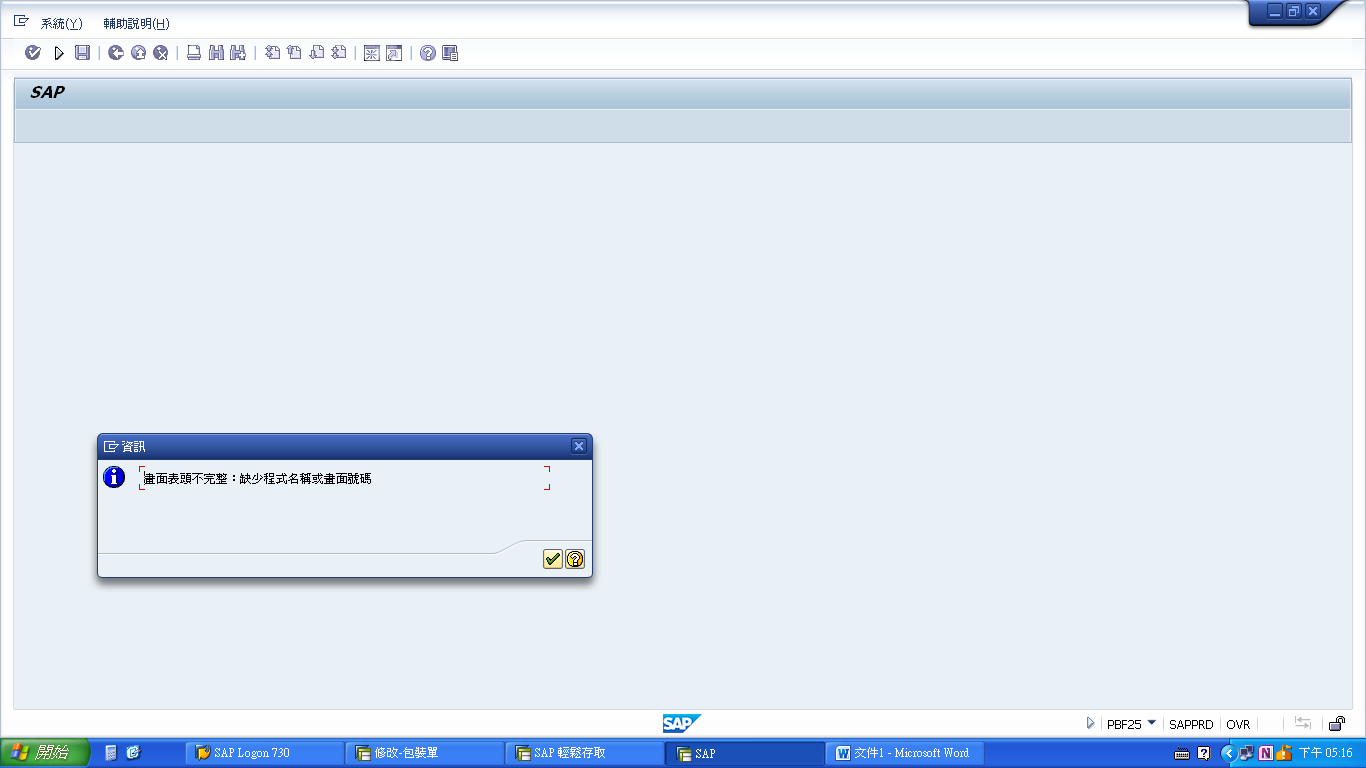 系統(Y) 輔助說明(H)
SAP
資訊
畫面表頭不完整：缺少程式名稱或畫面號碼
SAP
PBF25 SAPPRD OVR
開始 SAP Logon 730 修改-包裝單 SAP 輕鬆存取 SAP 文件1 - Microsoft Word 下午 05:16